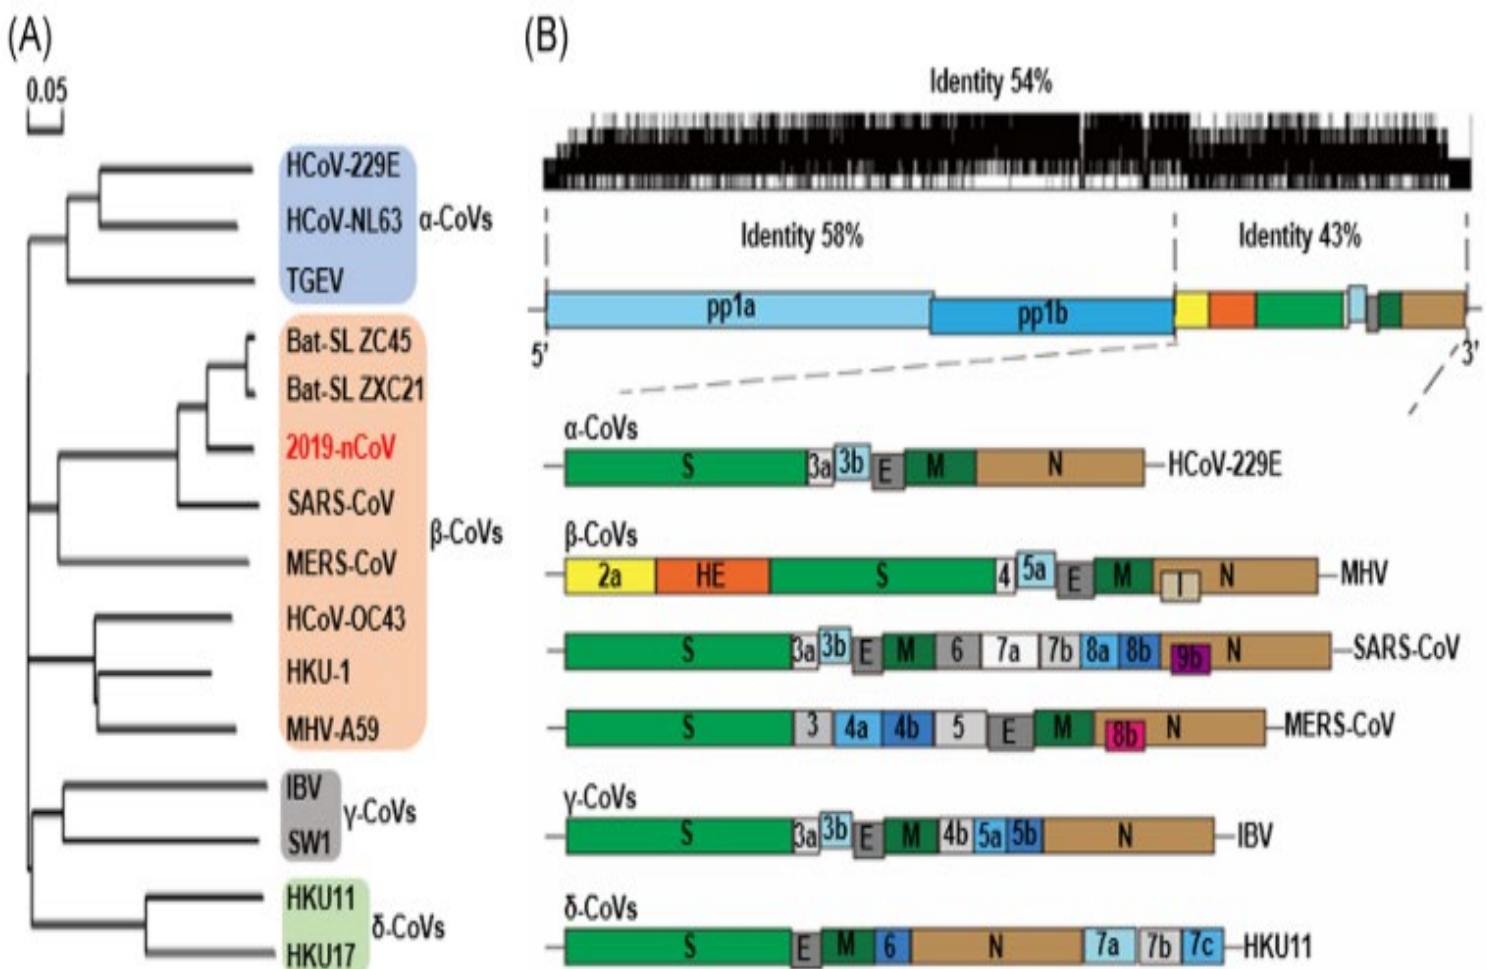 (A)
0.05
HCoV-229E
HCoV-NL63
α-CoVs
TGEV
Bat-SL ZC45
Bat-SL ZXC21
2019-nCoV
SARS-CoV
β-CoVs
MERS-CoV
HCoV-OC43
HKU-1
MHV-A59
IBV
γ-CoVs
SW1
HKU11
δ-CoVs
HKU17
(B)
Identity 54%
Identity 58% Identity 43%
pp1a pp1b
5' 3'
α-CoVs
S 3a 3b E M N HCoV-229E
β-CoVs
2a HE S 4 5a E M I N MHV
S 3a 3b E M 6 7a 7b 8a 8b 9b N SARS-CoV
S 3 4a 4b 5 E M 8b N MERS-CoV
γ-CoVs
S 3a 3b E M 4b 5a 5b N IBV
δ-CoVs
S E M 6 N 7a 7b 7c HKU11